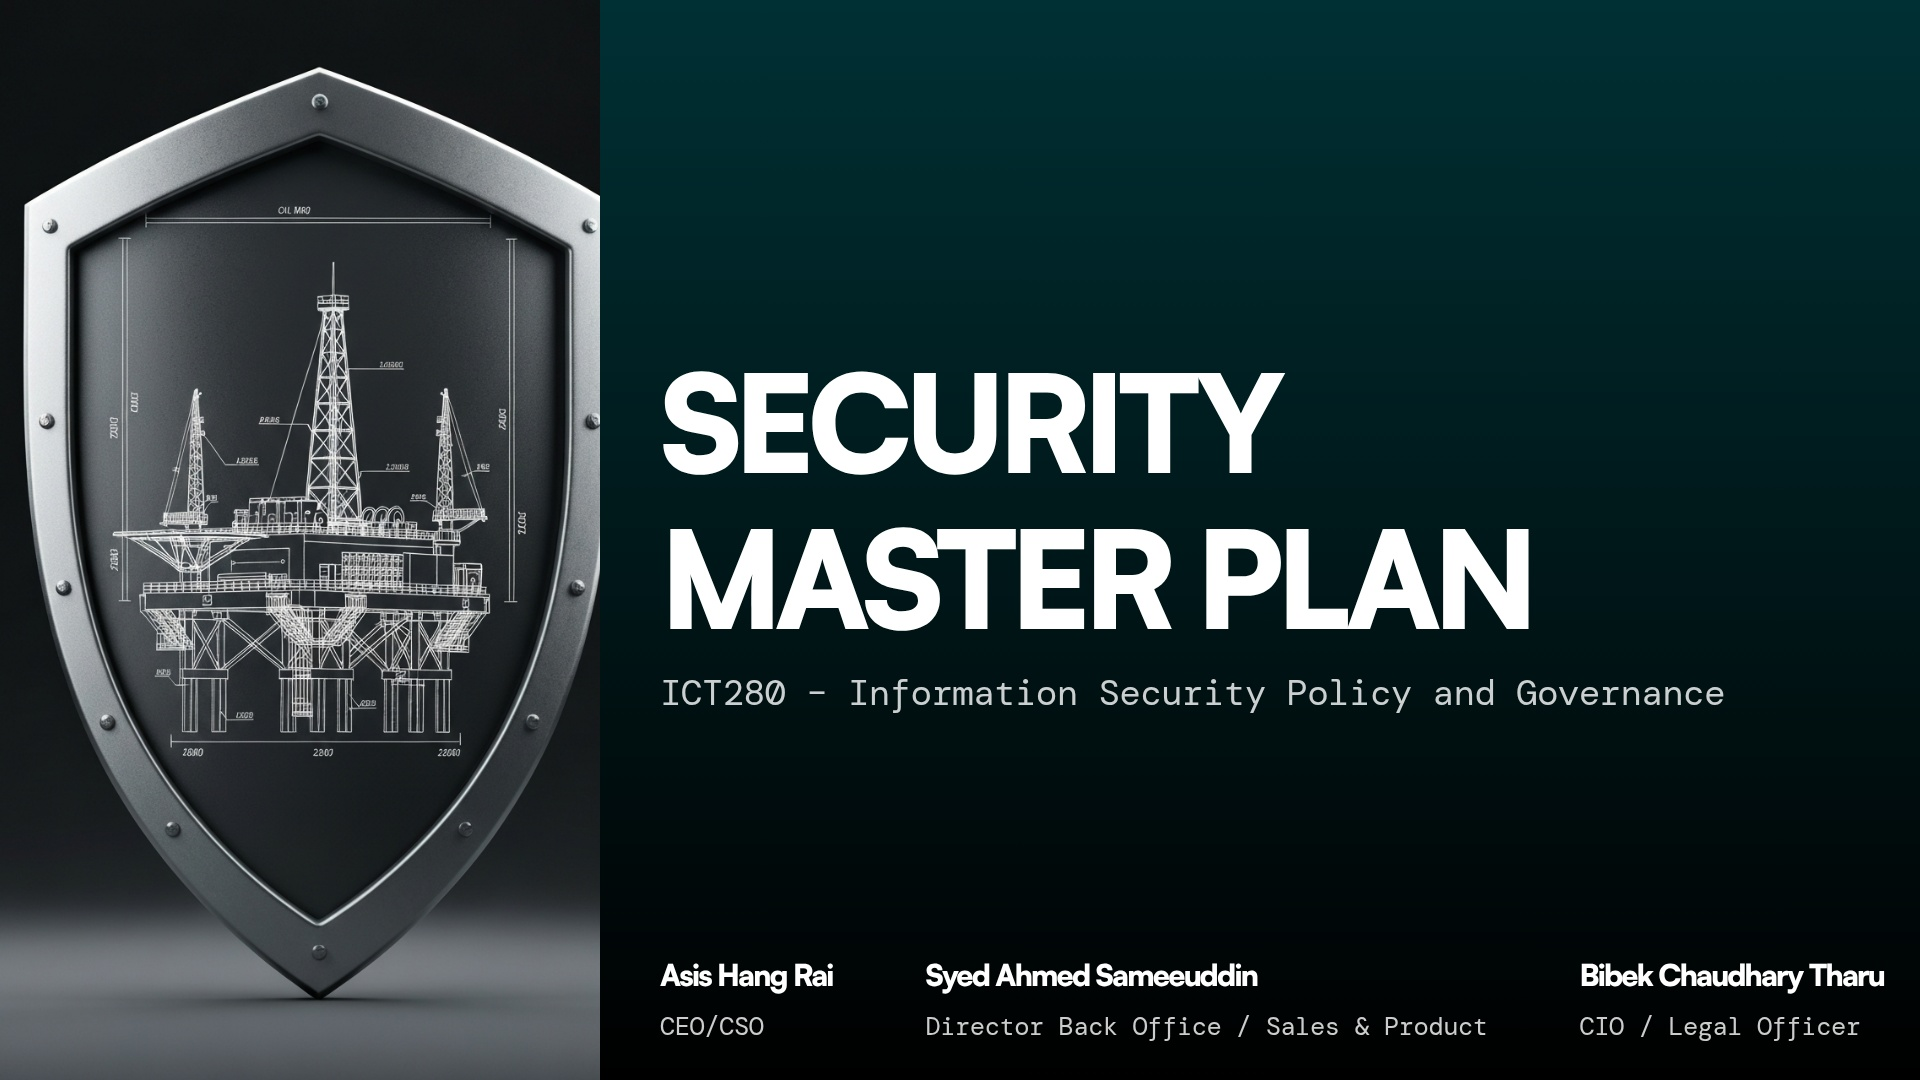 SECURITY
MASTER PLAN
ICT280 - Information Security Policy and Governance
Asis Hang Rai
CEO/CSO
Syed Ahmed Sameeuddin
Director Back Office / Sales & Product
Bibek Chaudhary Tharu
CIO / Legal Officer